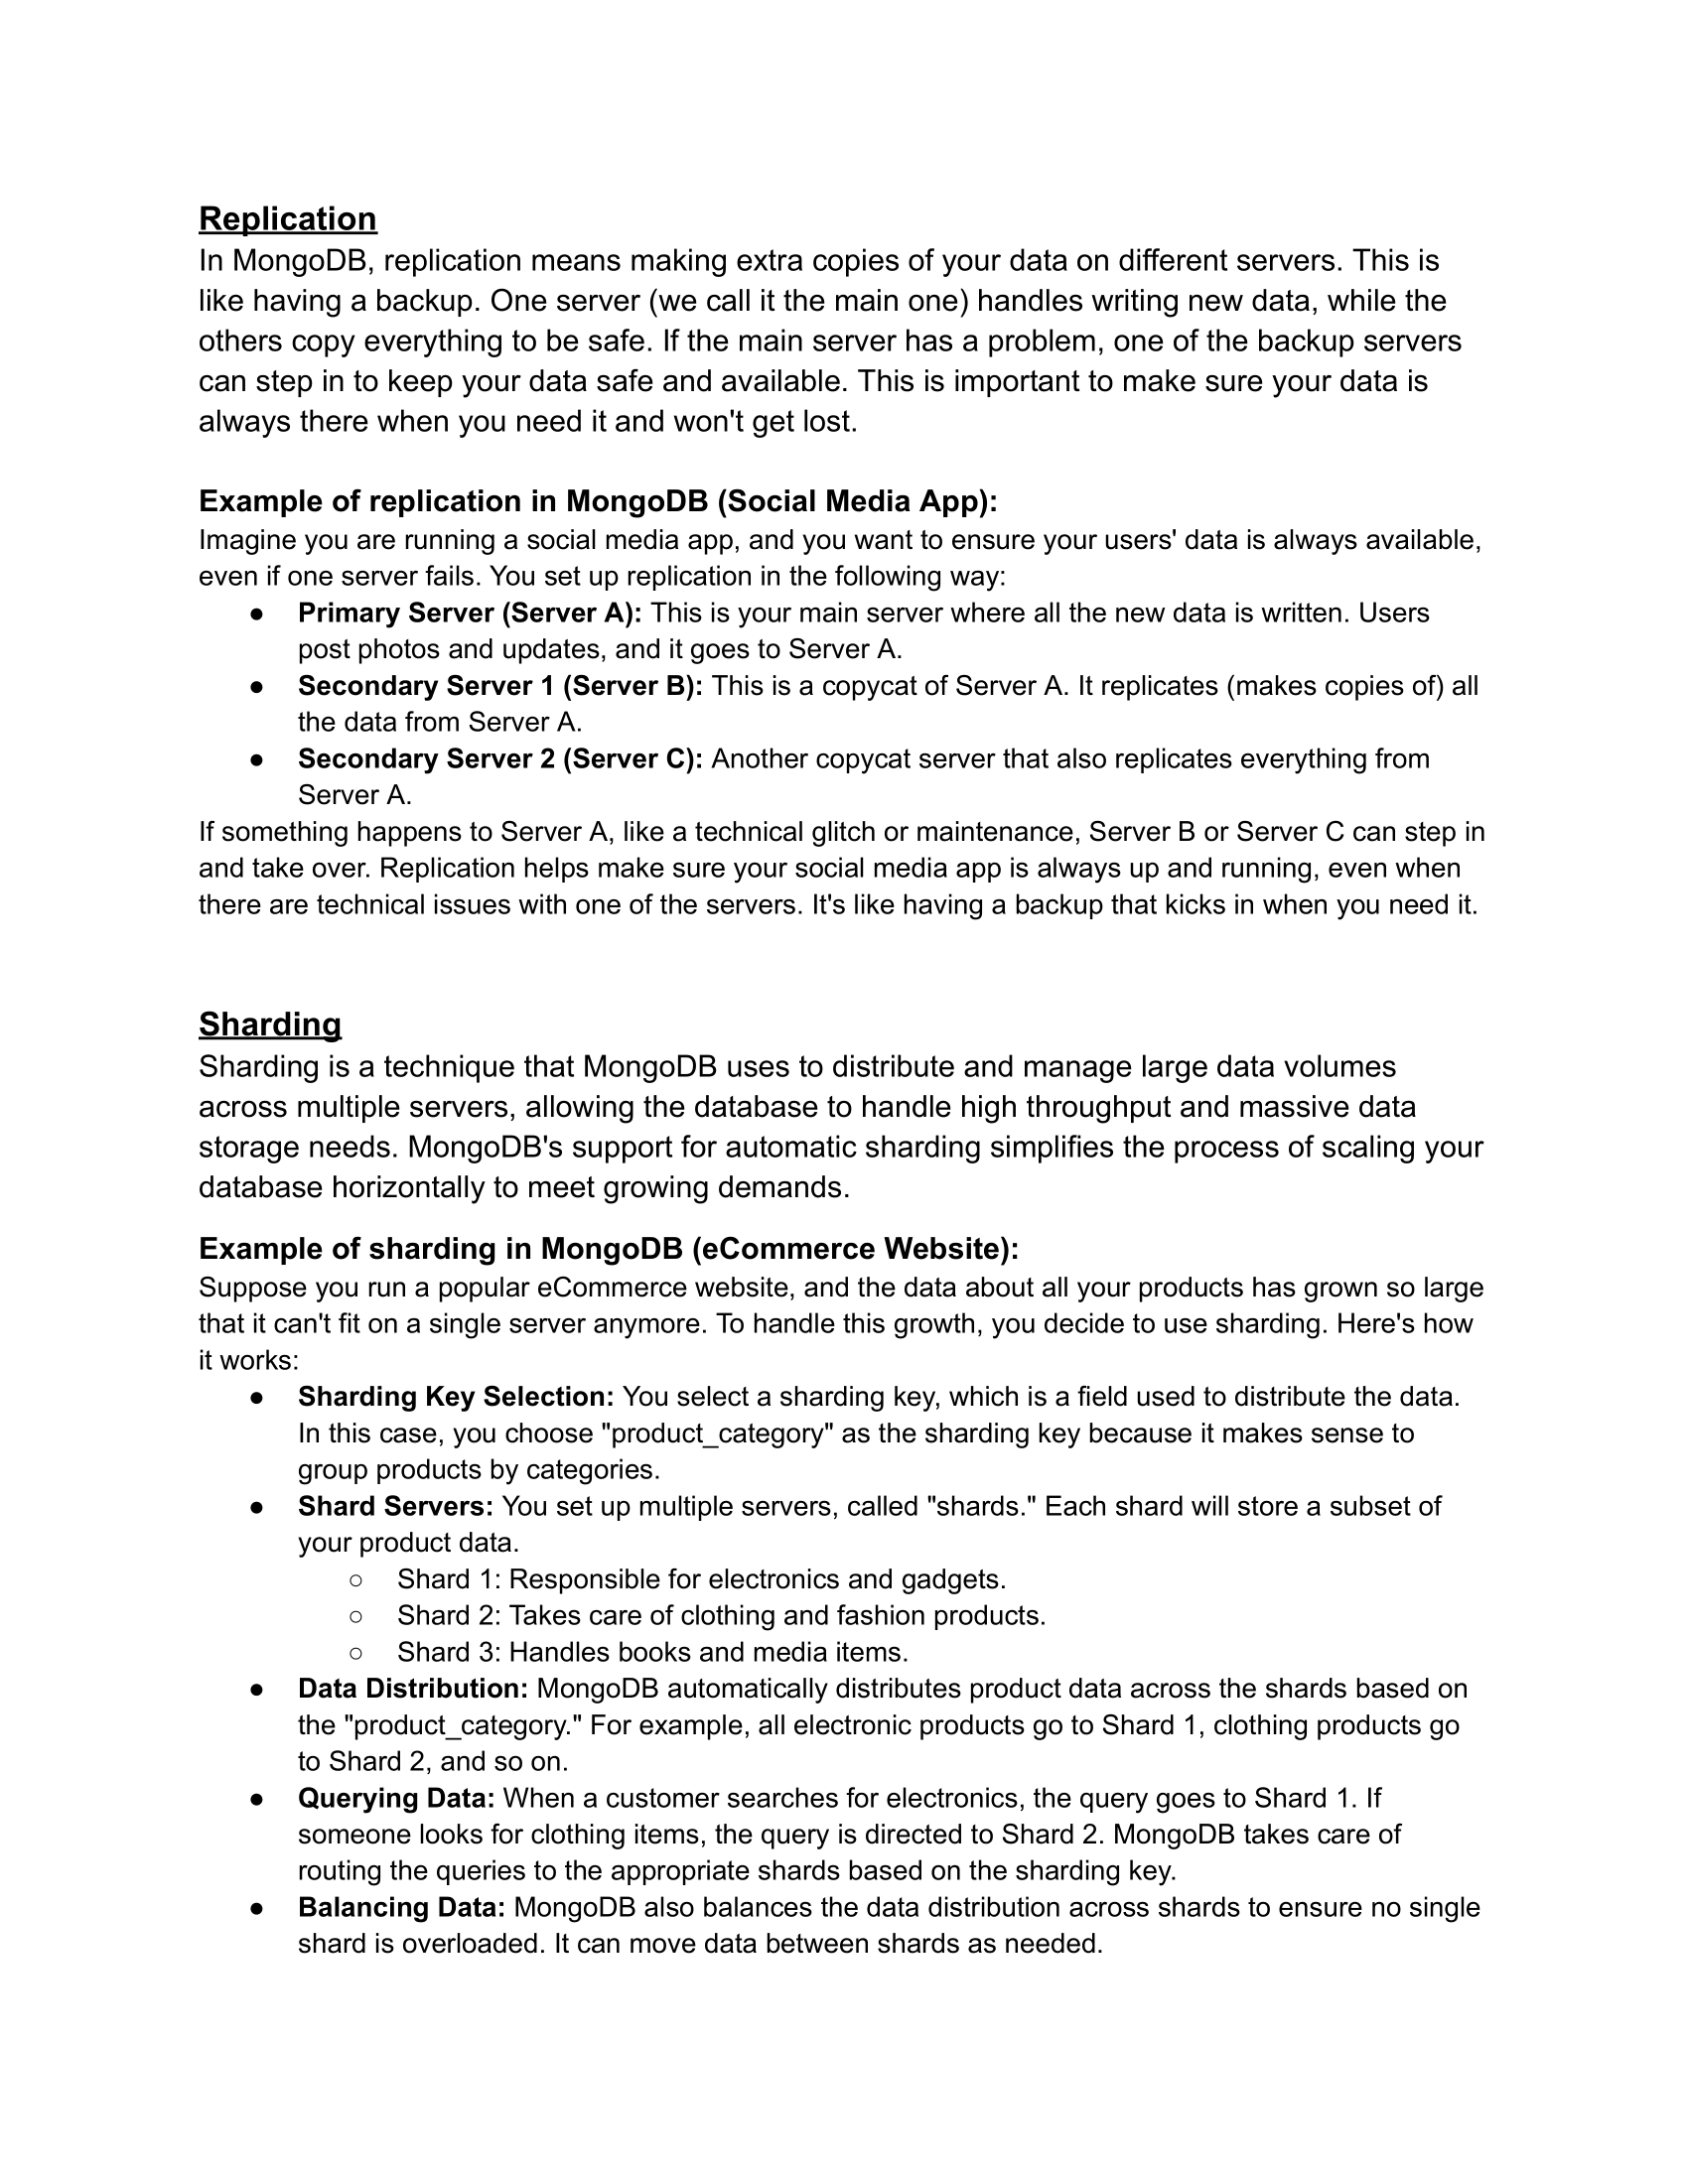 Replication
In MongoDB, replication means making extra copies of your data on different servers. This is
like having a backup. One server (we call it the main one) handles writing new data, while the
others copy everything to be safe. If the main server has a problem, one of the backup servers
can step in to keep your data safe and available. This is important to make sure your data is
always there when you need it and won't get lost.
Example of replication in MongoDB (Social Media App):
Imagine you are running a social media app, and you want to ensure your users' data is always available,
even if one server fails. You set up replication in the following way:
● Primary Server (Server A): This is your main server where all the new data is written. Users
post photos and updates, and it goes to Server A.
● Secondary Server 1 (Server B): This is a copycat of Server A. It replicates (makes copies of) all
the data from Server A.
● Secondary Server 2 (Server C): Another copycat server that also replicates everything from
Server A.
If something happens to Server A, like a technical glitch or maintenance, Server B or Server C can step in
and take over. Replication helps make sure your social media app is always up and running, even when
there are technical issues with one of the servers. It's like having a backup that kicks in when you need it.
Sharding
Sharding is a technique that MongoDB uses to distribute and manage large data volumes
across multiple servers, allowing the database to handle high throughput and massive data
storage needs. MongoDB's support for automatic sharding simplifies the process of scaling your
database horizontally to meet growing demands.
Example of sharding in MongoDB (eCommerce Website):
Suppose you run a popular eCommerce website, and the data about all your products has grown so large
that it can't fit on a single server anymore. To handle this growth, you decide to use sharding. Here's how
it works:
● Sharding Key Selection: You select a sharding key, which is a field used to distribute the data.
In this case, you choose "product_category" as the sharding key because it makes sense to
group products by categories.
● Shard Servers: You set up multiple servers, called "shards." Each shard will store a subset of
your product data.
○ Shard 1: Responsible for electronics and gadgets.
○ Shard 2: Takes care of clothing and fashion products.
○ Shard 3: Handles books and media items.
● Data Distribution: MongoDB automatically distributes product data across the shards based on
the "product_category." For example, all electronic products go to Shard 1, clothing products go
to Shard 2, and so on.
● Querying Data: When a customer searches for electronics, the query goes to Shard 1. If
someone looks for clothing items, the query is directed to Shard 2. MongoDB takes care of
routing the queries to the appropriate shards based on the sharding key.
● Balancing Data: MongoDB also balances the data distribution across shards to ensure no single
shard is overloaded. It can move data between shards as needed.